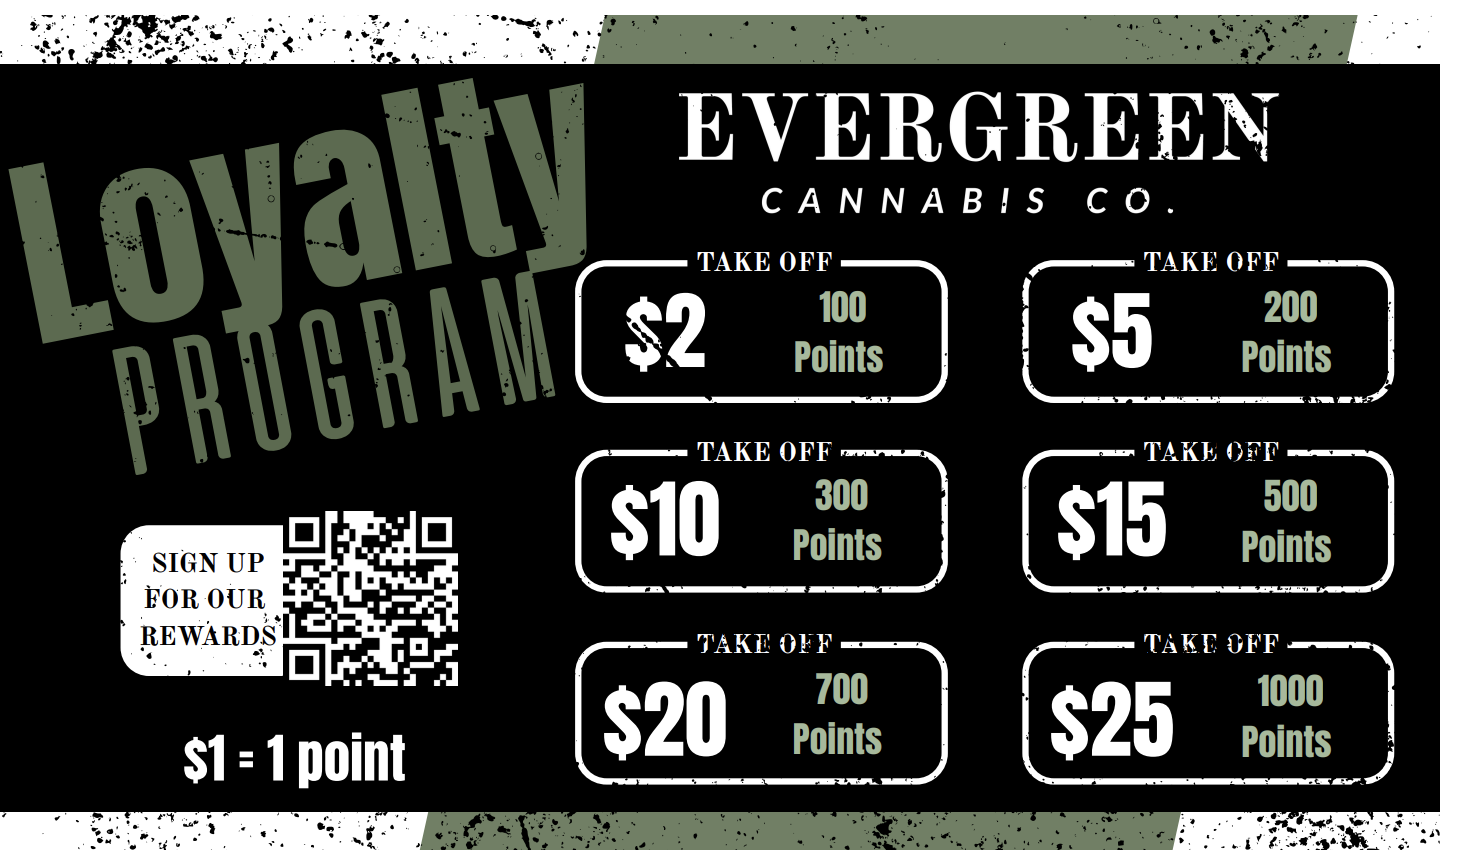 Loyalty
PROGRAM
EVERGREEN
CANNABIS CO.
TAKE OFF
$2
100
Points
TAKE OFF
$5
200
Points
TAKE OFF
$10
300
Points
TAKE OFF
$15
500
Points
TAKE OFF
$20
700
Points
TAKE OFF
$25
1000
Points
SIGN UP
FOR OUR
REWARDS
$1 = 1 point